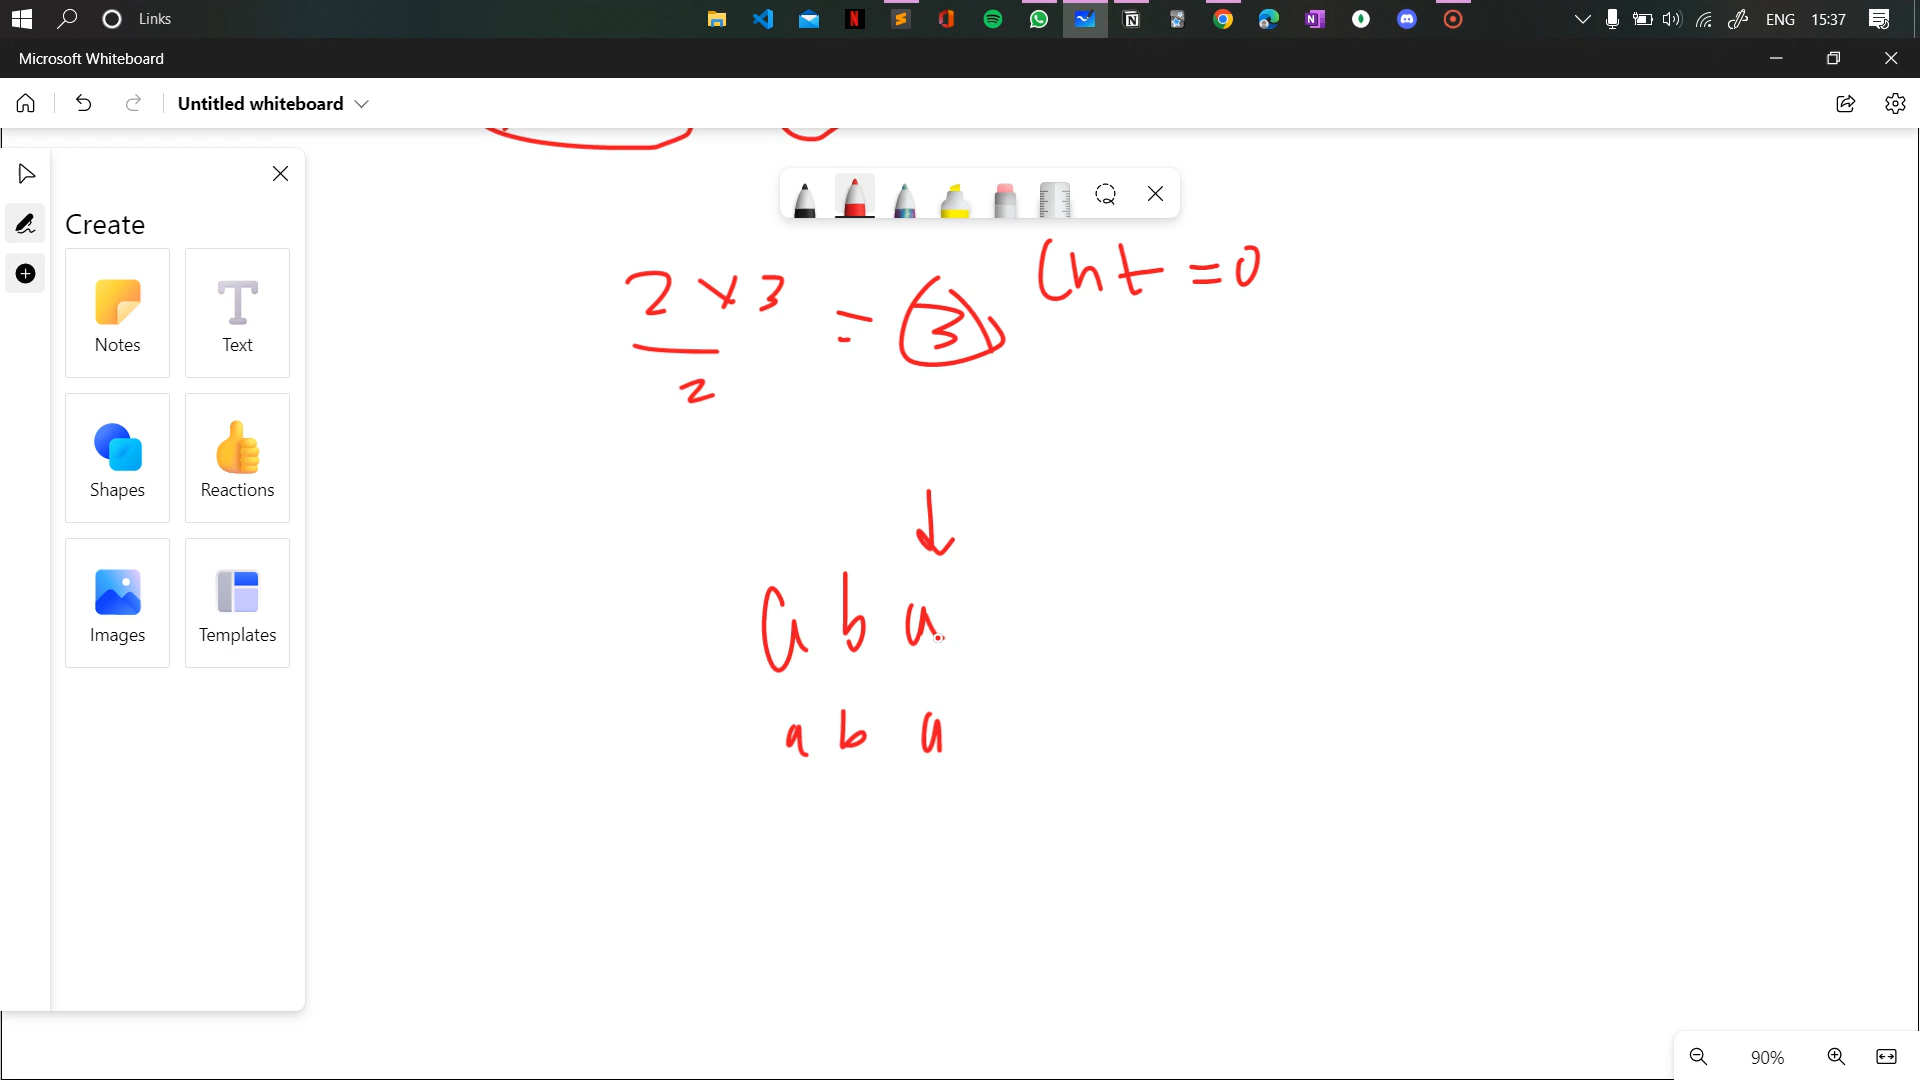 Links
ENG 15:37
Microsoft Whiteboard
Untitled whiteboard
Create
Notes Text
Shapes Reactions
Images Templates
2 x 3 = 3
2
Cnt = 0
a b a
a b a
90%